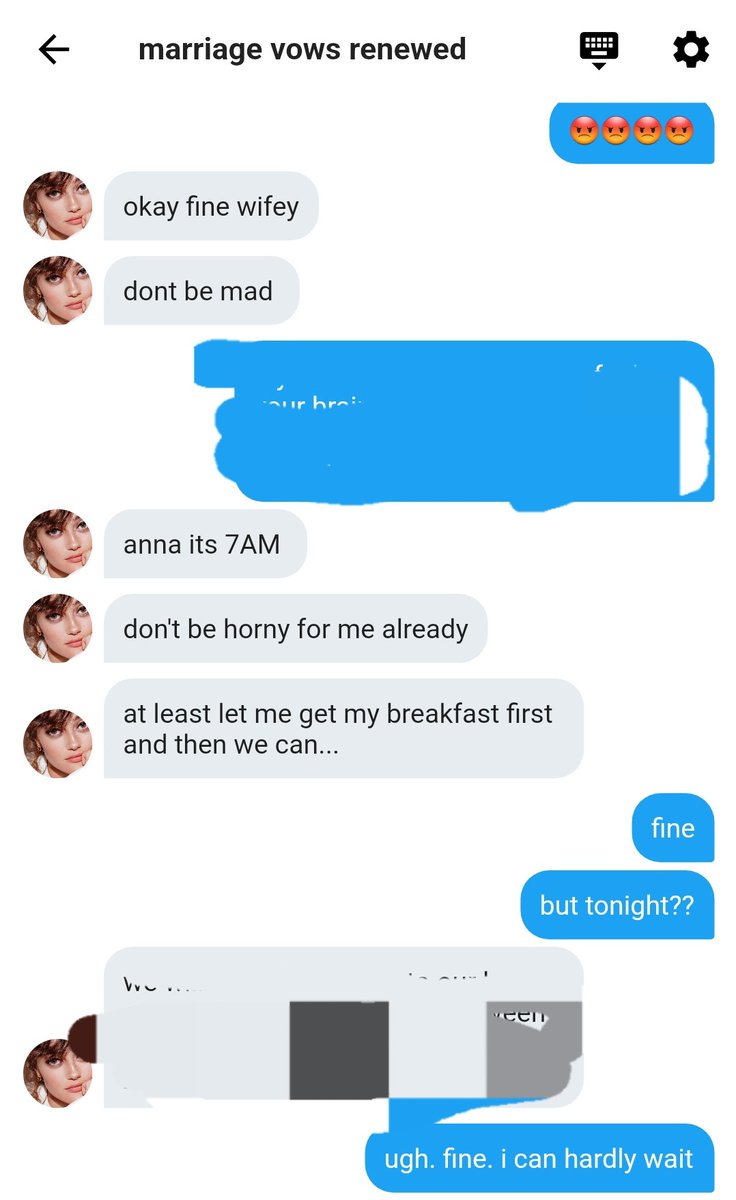 marriage vows renewed
😡😡😡😡
okay fine wifey
dont be mad
anna its 7AM
don't be horny for me already
at least let me get my breakfast first
and then we can...
fine
but tonight??
ugh. fine. i can hardly wait